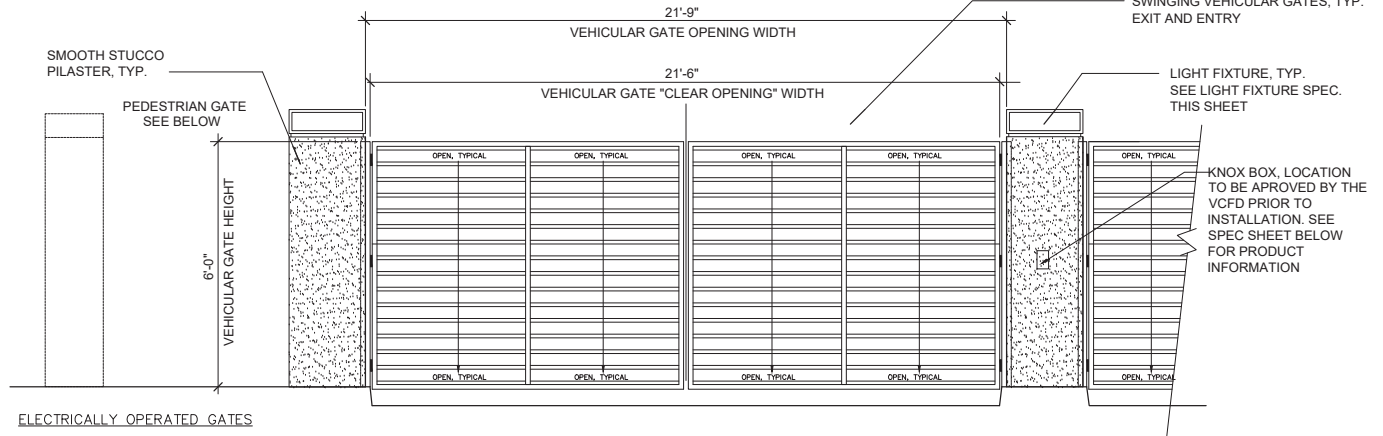 21'-9"
VEHICULAR GATE OPENING WIDTH
SWINGING VEHICULAR GATES, TYP.
EXIT AND ENTRY
SMOOTH STUCCO
PILASTER, TYP.
21'-6"
VEHICULAR GATE "CLEAR OPENING" WIDTH
LIGHT FIXTURE, TYP.
SEE LIGHT FIXTURE SPEC.
THIS SHEET
PEDESTRIAN GATE
SEE BELOW
OPEN, TYPICAL
OPEN, TYPICAL
OPEN, TYPICAL
OPEN, TYPICAL
OPEN, TYPICAL
KNOX BOX, LOCATION
TO BE APROVED BY THE
VCFD PRIOR TO
INSTALLATION. SEE
SPEC SHEET BELOW
FOR PRODUCT
INFORMATION
6'-0"
VEHICULAR GATE HEIGHT
OPEN, TYPICAL
OPEN, TYPICAL
OPEN, TYPICAL
OPEN, TYPICAL
OPEN, TYPICAL
ELECTRICALLY OPERATED GATES